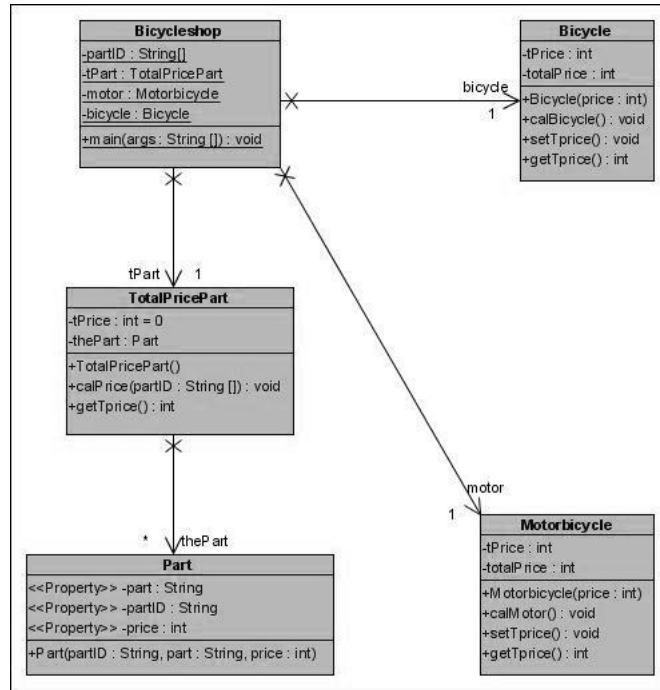 Bicycleshop
-partID : String[]
-tPart : TotalPricePart
-motor : Motorbicycle
-bicycle : Bicycle
+main(args : String []) : void
Bicycle
-tPrice : int
-totalPrice : int
+Bicycle(price : int)
+calBicycle() : void
+setTprice() : void
+getTprice() : int
bicycle
1
tPart 1
TotalPricePart
-tPrice : int = 0
-thePart : Part
+TotalPricePart()
+calPrice(partID : String []) : void
+getTprice() : int
motor
1
Motorbicycle
-tPrice : int
-totalPrice : int
+Motorbicycle(price : int)
+calMotor() : void
+setTprice() : void
+getTprice() : int
* thePart
Part
<<Property>> -part : String
<<Property>> -partID : String
<<Property>> -price : int
+Part(partID : String, part : String, price : int)